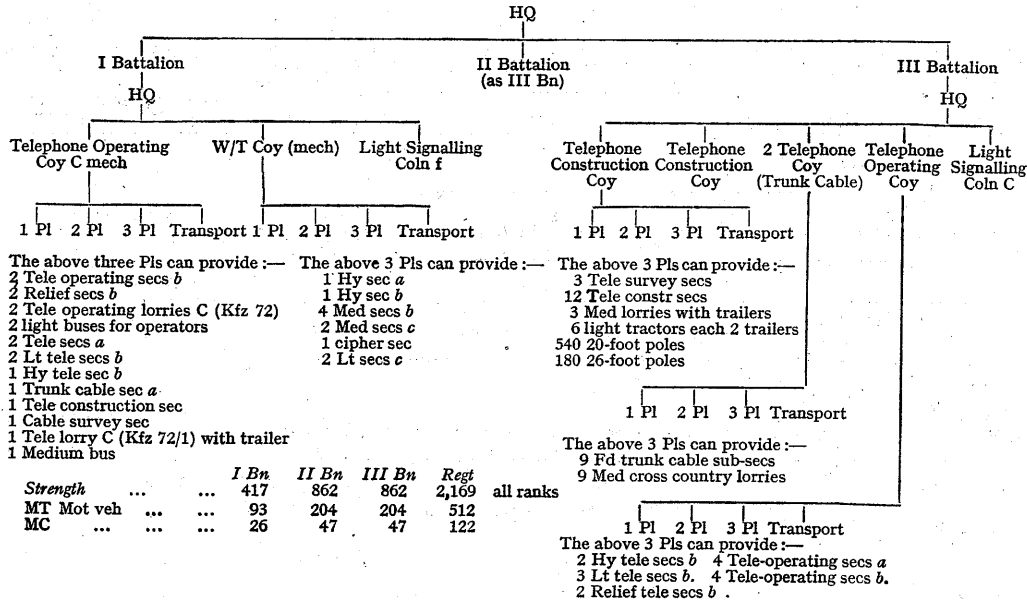 HQ
I Battalion
II Battalion
(as III Bn)
III Battalion
HQ
HQ
Telephone Operating
Coy C mech
W/T Coy (mech)
Light Signalling
Coln f
Telephone
Construction
Coy
Telephone
Construction
Coy
2 Telephone
Coy
(Trunk Cable)
Telephone
Operating
Coy
Light
Signalling
Coln C
1 Pl 2 Pl 3 Pl Transport
1 Pl 2 Pl 3 Pl Transport
1 Pl 2 Pl 3 Pl Transport
The above three Pls can provide :—
2 Tele operating secs b
2 Relief secs b
2 Tele operating lorries C (Kfz 72)
2 light buses for operators
2 Tele secs a
2 Lt tele secs b
1 Hy tele sec b
1 Trunk cable sec a
1 Tele construction sec
1 Cable survey sec
1 Tele lorry C (Kfz 72/1) with trailer
1 Medium bus
The above 3 Pls can provide :—
1 Hy sec a
1 Hy sec b
4 Med secs b
2 Med secs c
1 cipher sec
2 Lt secs c
The above 3 Pls can provide :—
3 Tele survey secs
12 Tele constr secs
3 Med lorries with trailers
6 light tractors each 2 trailers
540 20-foot poles
180 26-foot poles
1 Pl 2 Pl 3 Pl Transport
The above 3 Pls can provide :—
9 Fd trunk cable sub-secs
9 Med cross country lorries
1 Pl 2 Pl 3 Pl Transport
The above 3 Pls can provide :—
2 Hy tele secs b 4 Tele-operating secs a
3 Lt tele secs b. 4 Tele-operating secs b.
2 Relief tele secs b .
I Bn II Bn III Bn Regt
Strength ... ... 417 862 862 2,169 all ranks
MT Mot veh ... ... 93 204 204 512
MC ... ... ... 26 47 47 122